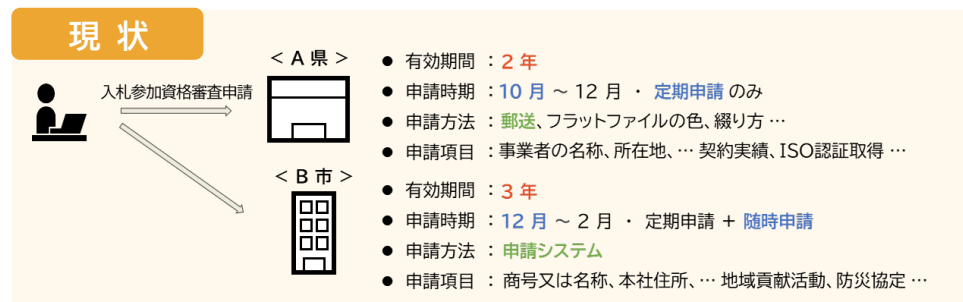 現状
入札参加資格審査申請
＜A県＞
● 有効期間 ：2年
● 申請時期 ：10月～12月・定期申請のみ
● 申請方法 ：郵送、フラットファイルの色、綴り方…
● 申請項目 ：事業者の名称、所在地、…契約実績、ISO認証取得…
＜B市＞
● 有効期間 ：3年
● 申請時期 ：12月～2月・定期申請＋随時申請
● 申請方法 ：申請システム
● 申請項目 ：商号又は名称、本社住所、…地域貢献活動、防災協定…